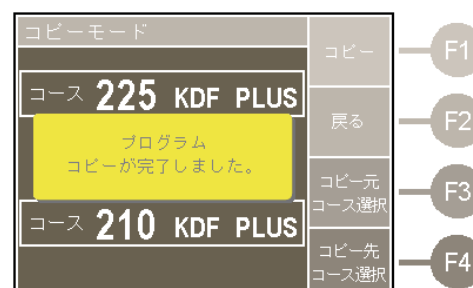 コピーモード
コース 225 KDF PLUS
プログラム
コピーが完了しました。
コース 210 KDF PLUS
コピー
戻る
コピー元
コース選択
コピー先
コース選択
F1
F2
F3
F4